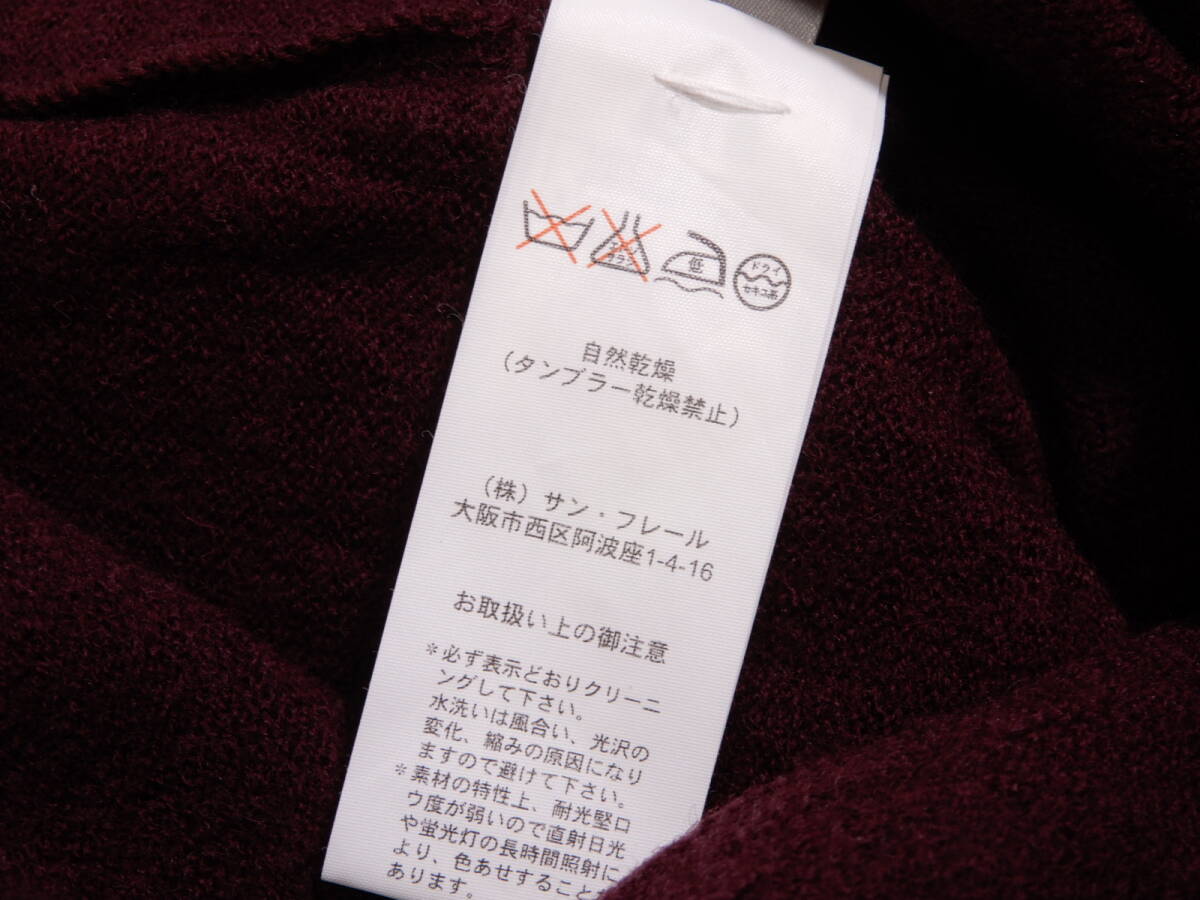 低
ドライ
セキユ系
自然乾燥
（タンブラー乾燥禁止）
（株）サン・フレール
大阪市西区阿波座1-4-16
お取扱い上の御注意
＊必ず表示どおりクリーニ
ングして下さい。
水洗いは風合い、光沢の
変化、縮みの原因になり
ますので避けて下さい。
＊素材の特性上、耐光堅ロ
ウ度が弱いので直射日光
や蛍光灯の長時間照射に
より、色あせすること
あります。